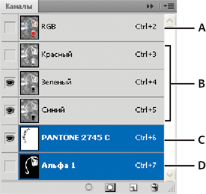 Каналы
RGB Ctrl+2 A
Красный Ctrl+3
B
Зеленый Ctrl+4
Синий Ctrl+5
PANTONE 2745 C Ctrl+6 C
Альфа 1 Ctrl+7 D